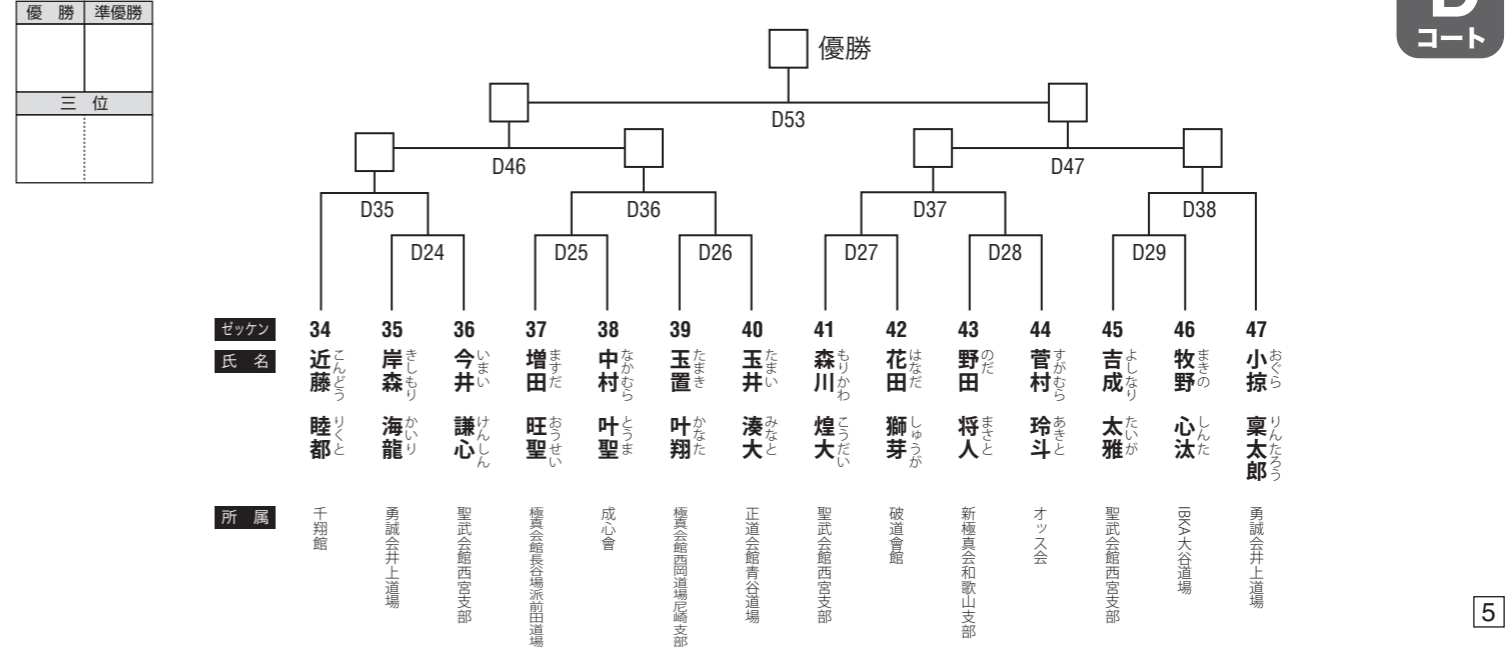 優 勝 準優勝
三 位
D
コート
優勝
D53
D46 D47
D35 D36 D37 D38
D24 D25 D26 D27 D28 D29
ゼッケン 34 35 36 37 38 39 40 41 42 43 44 45 46 47
氏 名
近藤 睦都
こんどう りくと
岸森 海龍
きしもり かいり
今井 謙心
いまい けんしん
増田 旺聖
ますだ おうせい
中村 叶聖
なかむら とうま
玉置 叶翔
たまき かなた
玉井 湊大
たまい みなと
森川 煌大
もりかわ こうだい
花田 獅芽
はなだ しゅうが
野田 将人
のだ まさと
菅村 玲斗
すがむら あきと
吉成 太雅
よしなり たいが
牧野 心汰
まきの しんた
小掠 稟太郎
おぐら りんたろう
所 属
千翔館
勇誠会井上道場
聖武会館西宮支部
極真会館長谷場派前田道場
成心會
極真会館西岡道場尼崎支部
正道会館青谷道場
聖武会館西宮支部
破道會館
新極真会和歌山支部
オッス会
聖武会館西宮支部
IBKA大谷道場
勇誠会井上道場
5